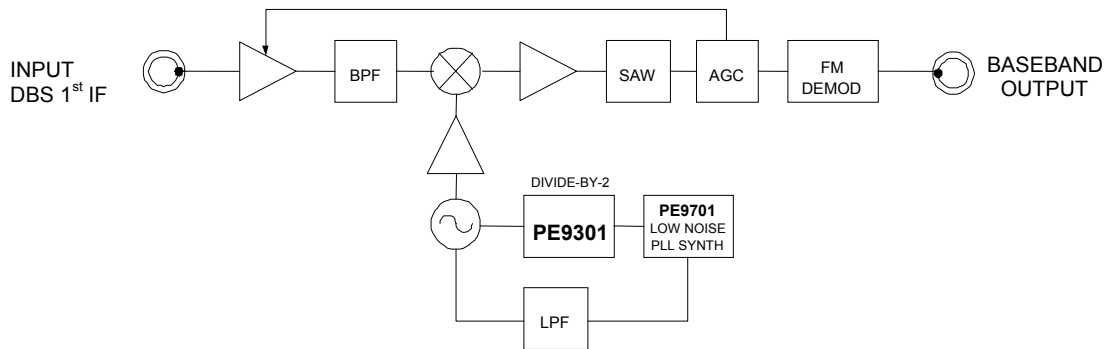 INPUT
DBS 1st IF
BPF
SAW
AGC
FM
DEMOD
BASEBAND
OUTPUT
DIVIDE-BY-2
PE9301
PE9701
LOW NOISE
PLL SYNTH
LPF